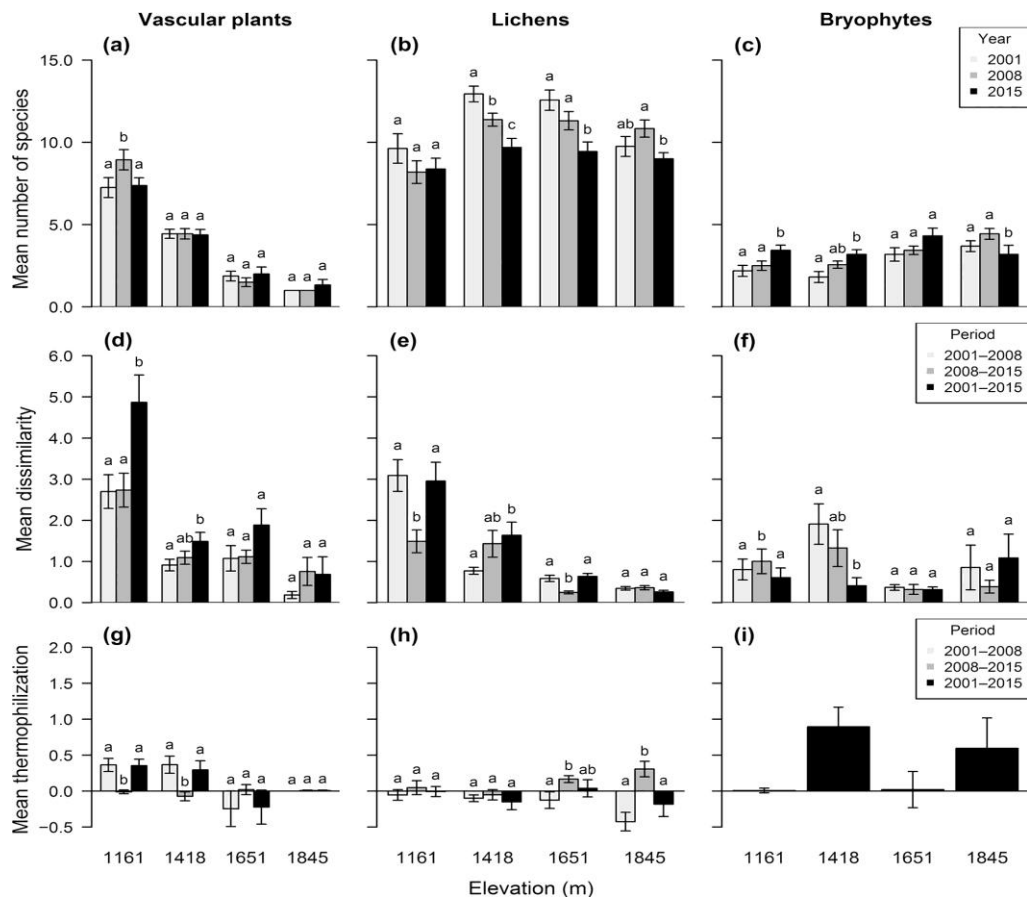 Vascular plants Lichens Bryophytes
(a) (b) (c)
Year
2001
2008
2015
Mean number of species
15.0
10.0
5.0
0.0
a b a a a a a a a a a a
a a a a b c a a b ab a b
a a b a ab b a a a a a b
(d) (e) (f)
Period
2001–2008
2008–2015
2001–2015
Mean dissimilarity
6.0
5.0
4.0
3.0
2.0
1.0
0.0
a a b a ab b a a a a a a
a b a a ab b a b a a a a
a b a a ab b a a a a a a
(g) (h) (i)
Period
2001–2008
2008–2015
2001–2015
Mean thermophilization
2.0
1.5
1.0
0.5
0.0
−0.5
a b a a b a a a a a a a
a a a a a a a b ab a b a
1161 1418 1651 1845 1161 1418 1651 1845 1161 1418 1651 1845
Elevation (m)